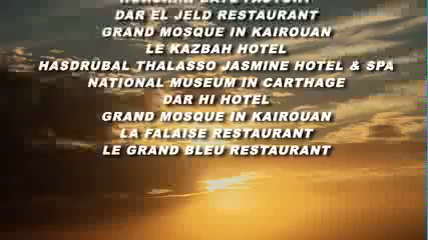 DAR EL JELD RESTAURANT
GRAND MOSQUE IN KAIROUAN
LE KAZBAH HOTEL
HASDRUBAL THALASSO JASMINE HOTEL & SPA
NATIONAL MUSEUM IN CARTHAGE
DAR HI HOTEL
GRAND MOSQUE IN KAIROUAN
LA FALAISE RESTAURANT
LE GRAND BLEU RESTAURANT